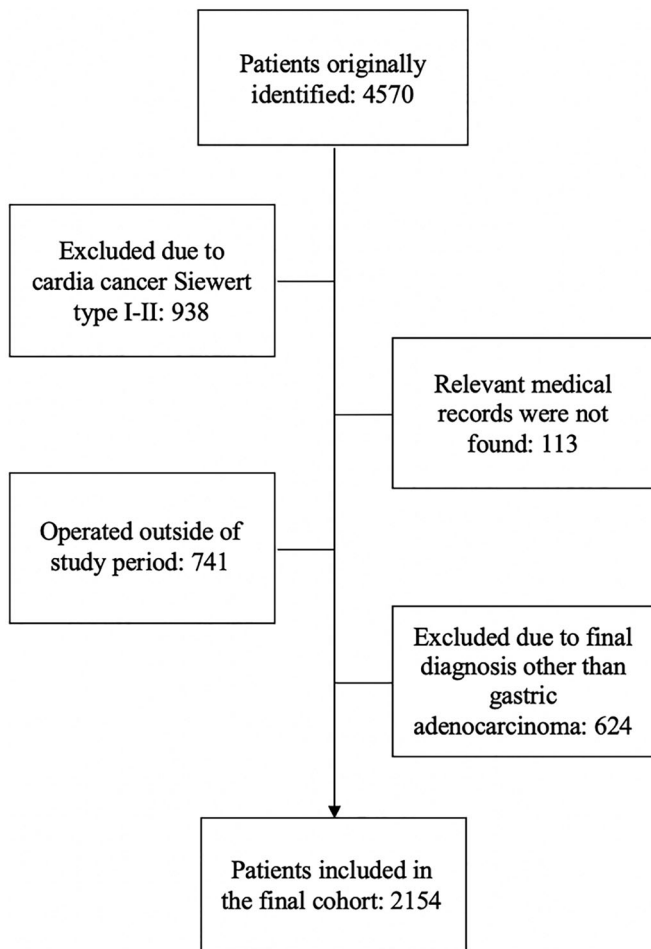 Patients originally
identified: 4570
Excluded due to
cardia cancer Siewert
type I-II: 938
Relevant medical
records were not
found: 113
Operated outside of
study period: 741
Excluded due to final
diagnosis other than
gastric
adenocarcinoma: 624
Patients included in
the final cohort: 2154